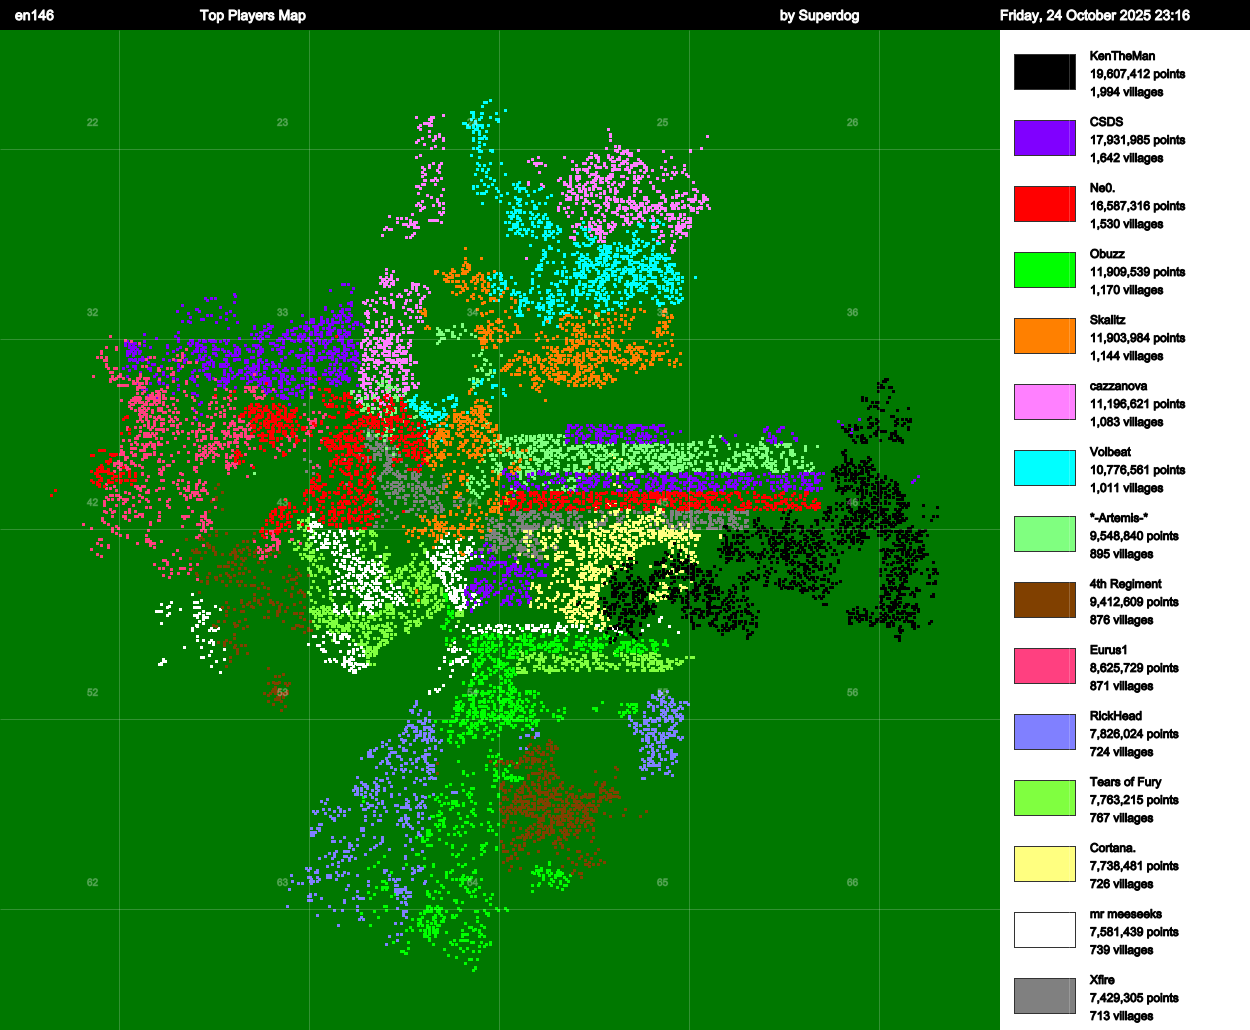 en146 Top Players Map by Superdog Friday, 24 October 2025 23:16
22 23 25 26
32 33 34 36
42 43 45
52 53 56
62 63 64 65 66
KenTheMan
19,607,412 points
1,994 villages
CSDS
17,931,985 points
1,642 villages
Ne0.
16,587,316 points
1,530 villages
Obuzz
11,909,539 points
1,170 villages
Skalitz
11,903,984 points
1,144 villages
cazzanova
11,196,621 points
1,083 villages
Volbeat
10,776,561 points
1,011 villages
*-Artemis-*
9,548,840 points
895 villages
4th Regiment
9,412,609 points
876 villages
Eurus1
8,625,729 points
871 villages
RickHead
7,826,024 points
724 villages
Tears of Fury
7,763,215 points
767 villages
Cortana.
7,738,481 points
726 villages
mr meeseeks
7,581,439 points
739 villages
Xfire
7,429,305 points
713 villages